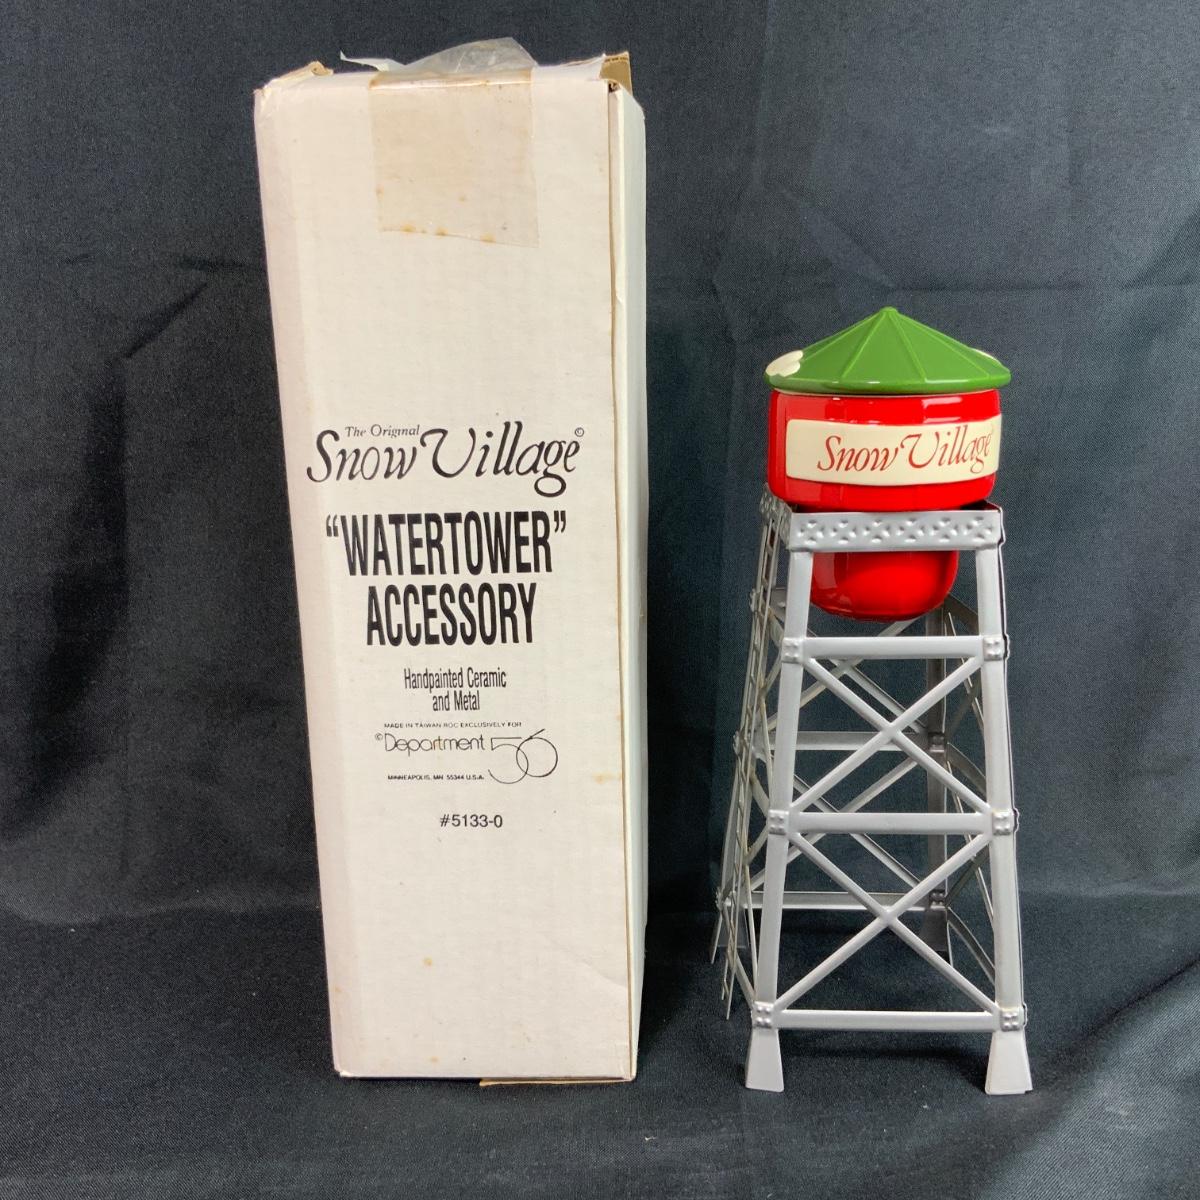 The Original
Snow Village©
“WATERTOWER”
ACCESSORY
Handpainted Ceramic
and Metal
MADE IN TAIWAN ROC EXCLUSIVELY FOR
©Department 56
MINNEAPOLIS, MN 55344 U.S.A.
#5133-0
Snow Village